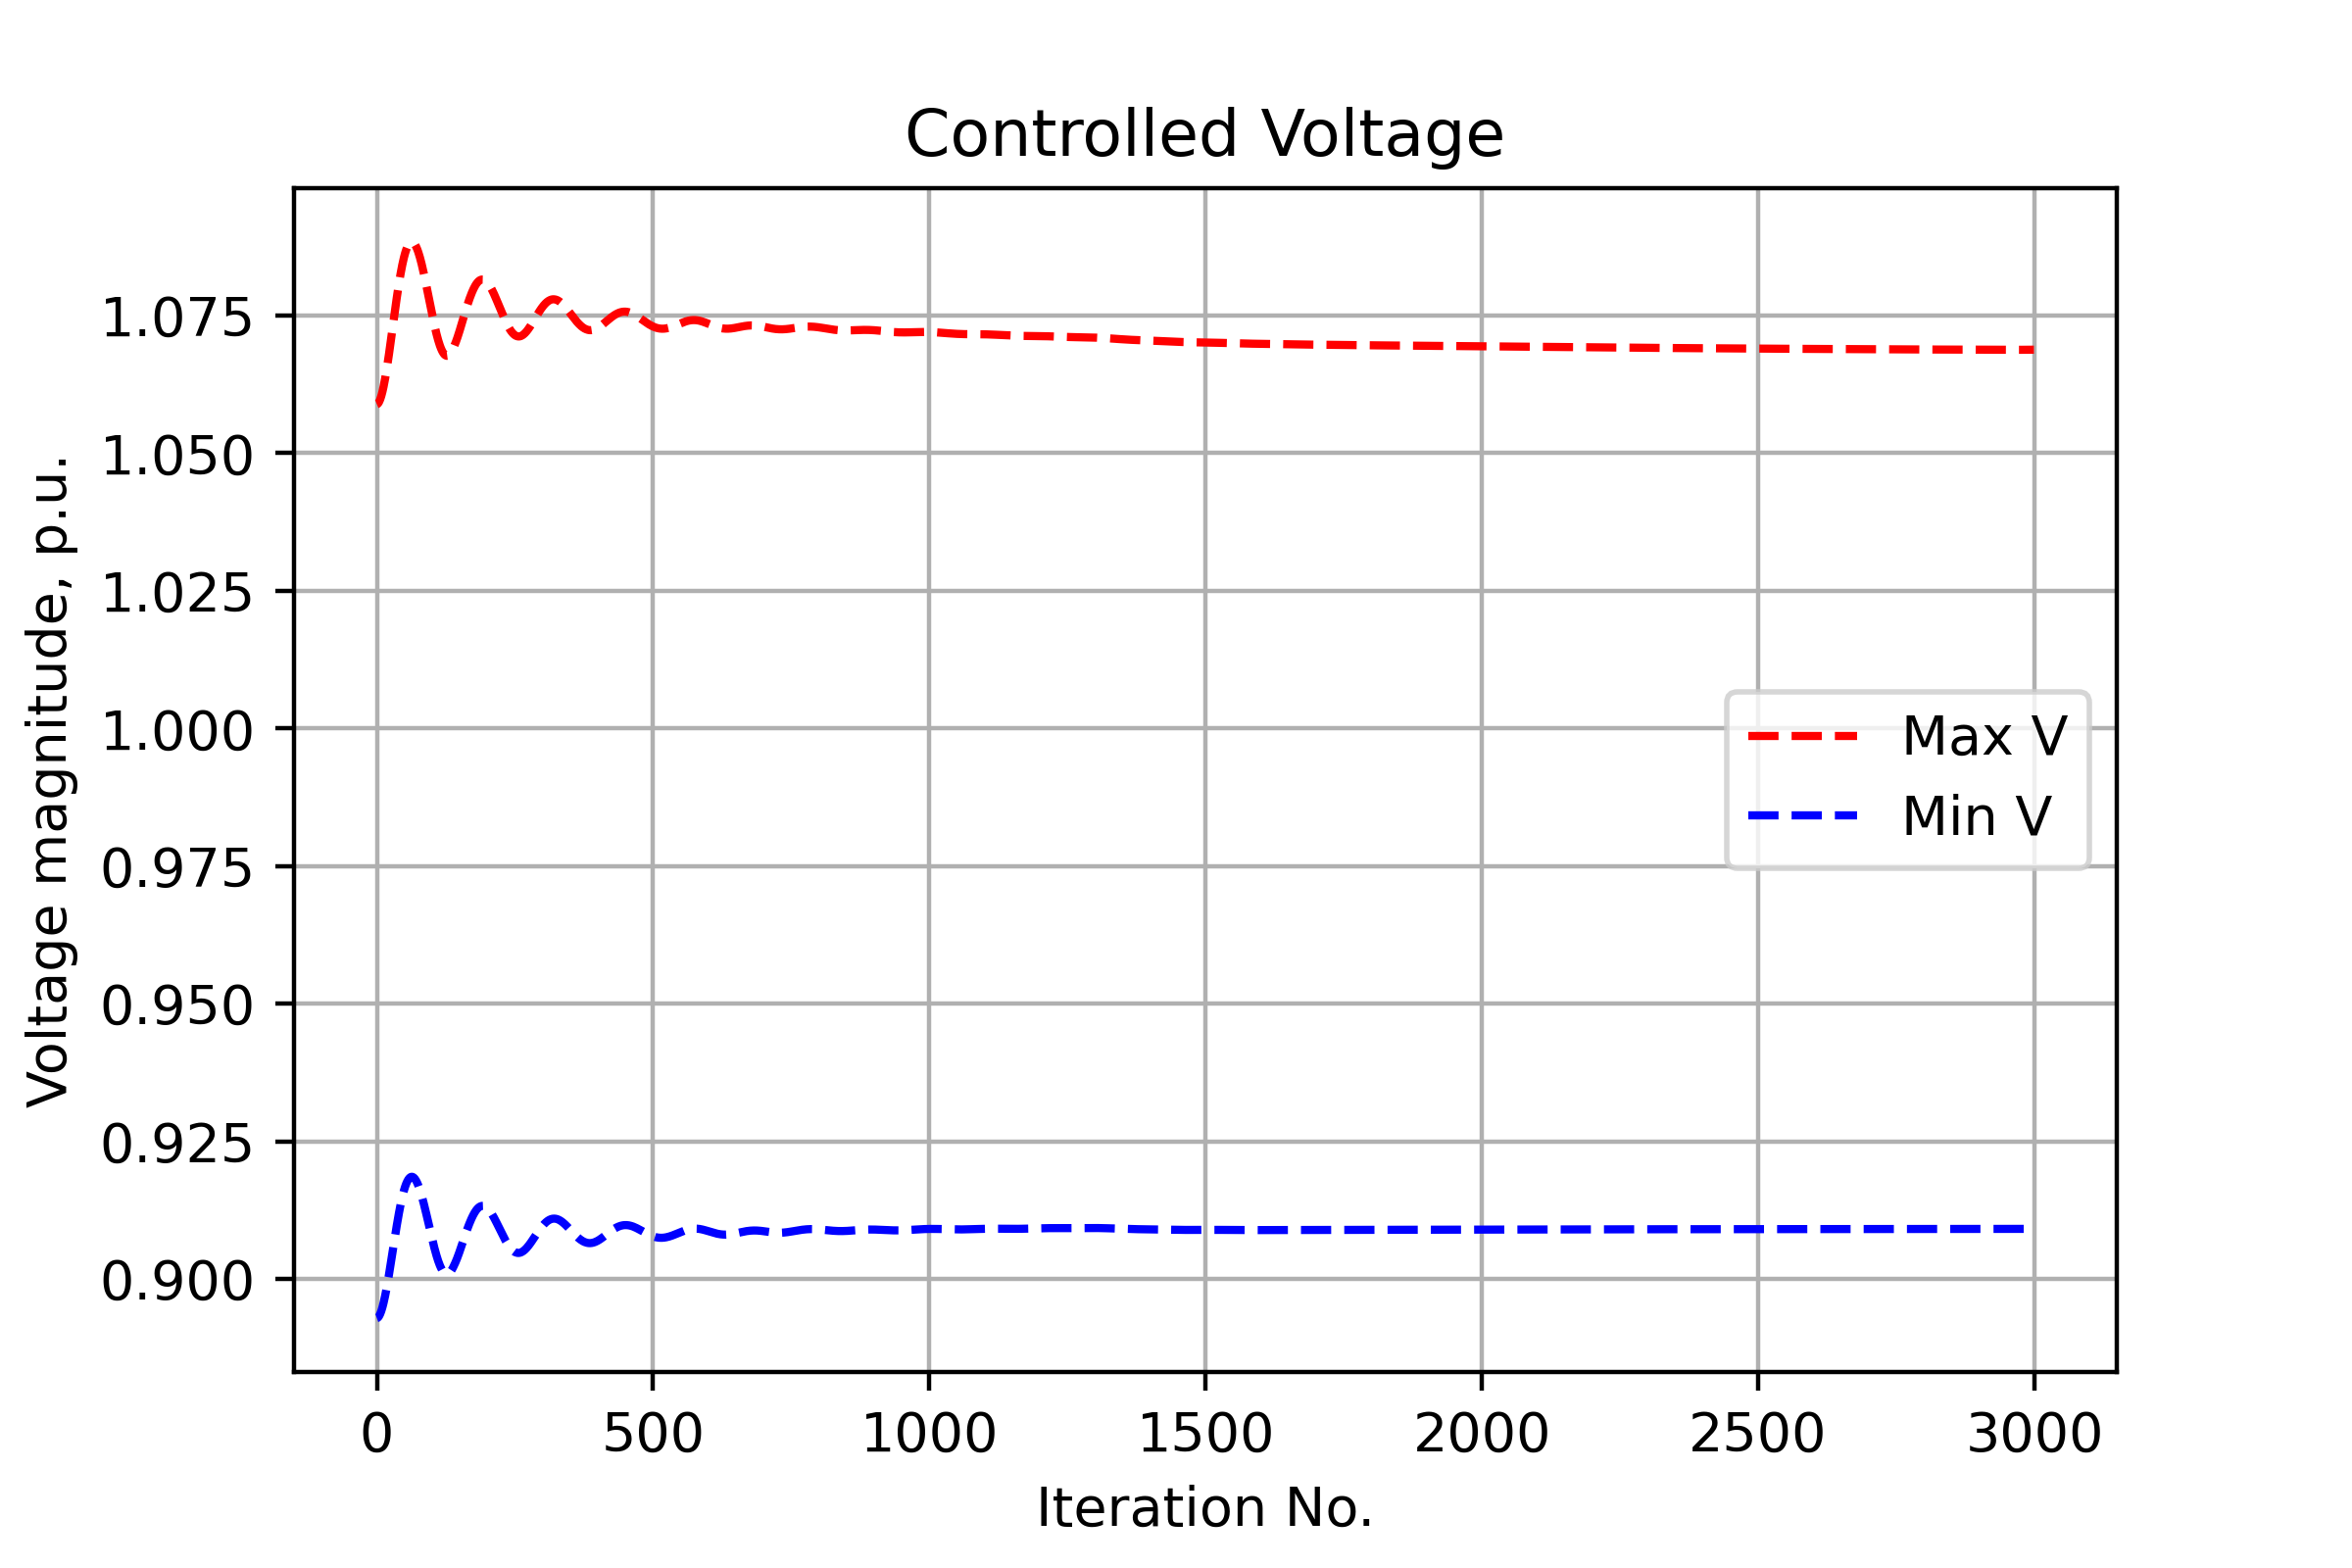 Controlled Voltage
Voltage magnitude, p.u.
1.075
1.050
1.025
1.000
0.975
0.950
0.925
0.900
Max V
Min V
0 500 1000 1500 2000 2500 3000
Iteration No.